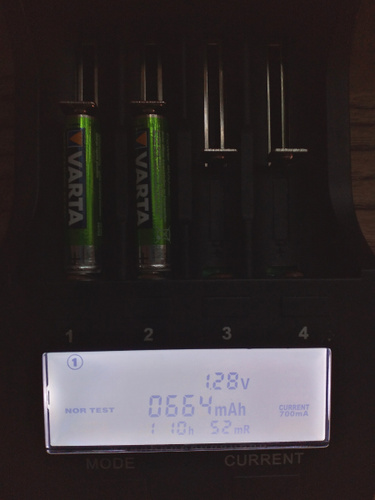 VARTA
VARTA
1 2 3 4
1
1.28V
NOR TEST 0664mAh CURRENT 700mA
1 10h 52mR
MODE CURRENT